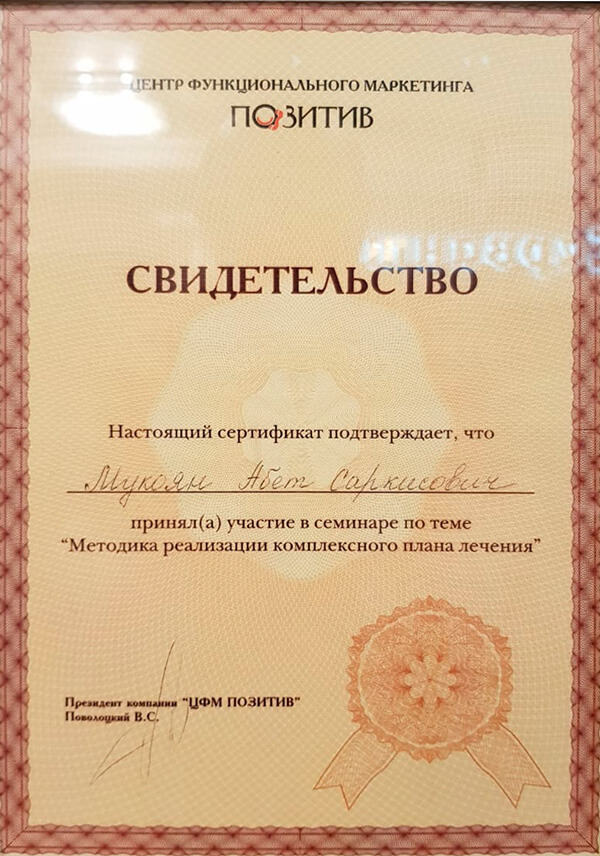 ЦЕНТР ФУНКЦИОНАЛЬНОГО МАРКЕТИНГА
ПОЗИТИВ
СВИДЕТЕЛЬСТВО
Настоящий сертификат подтверждает, что
Мукоян Абет Саркисович
принял(а) участие в семинаре по теме
“Методика реализации комплексного плана лечения”
Президент компании “ЦФМ ПОЗИТИВ”
Поволоцкий В.С.